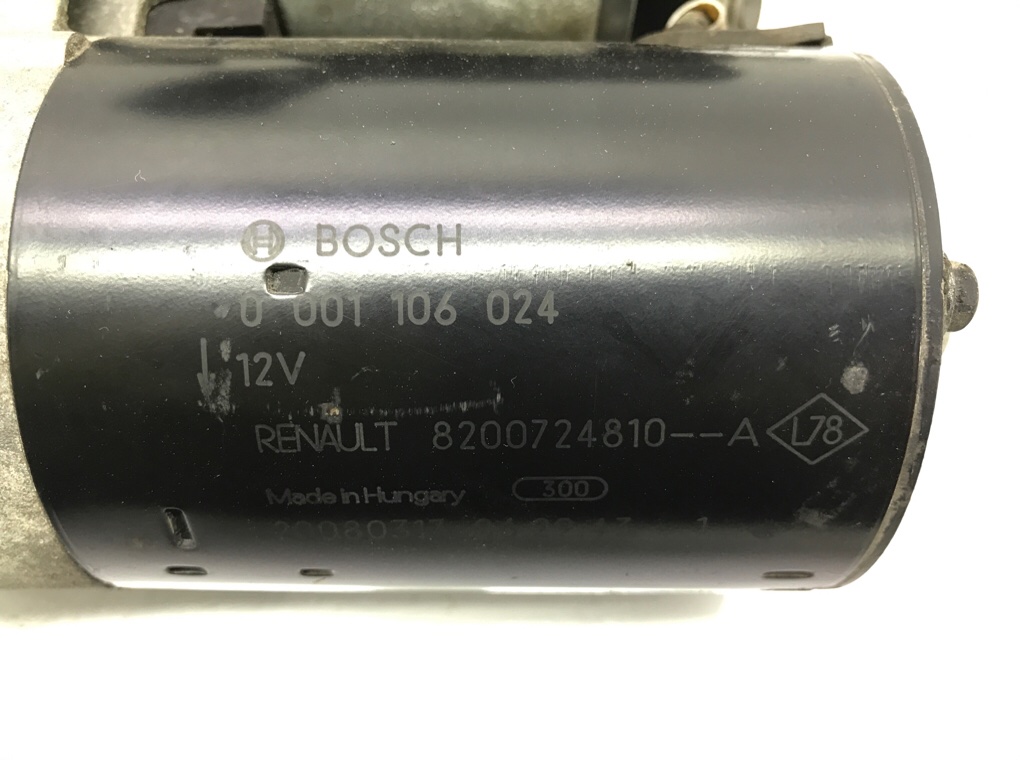 BOSCH
0 001 106 024
12V
RENAULT 8200724810--A L78
Made in Hungary 300